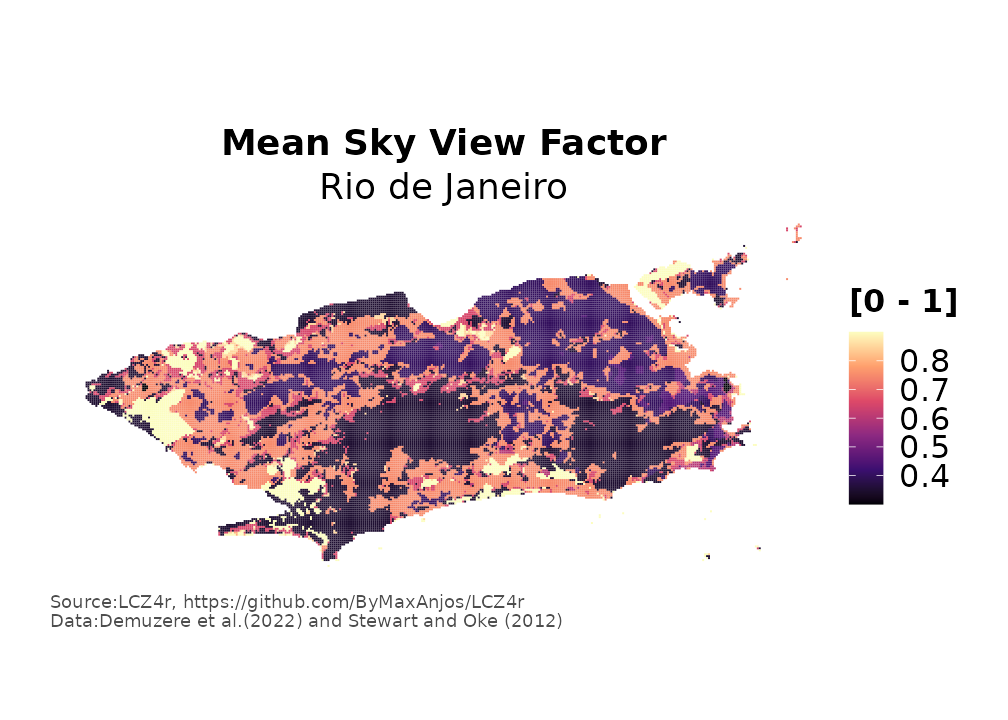 Mean Sky View Factor
Rio de Janeiro
[0 - 1]
0.8
0.7
0.6
0.5
0.4
Source:LCZ4r, https://github.com/ByMaxAnjos/LCZ4r
Data:Demuzere et al.(2022) and Stewart and Oke (2012)